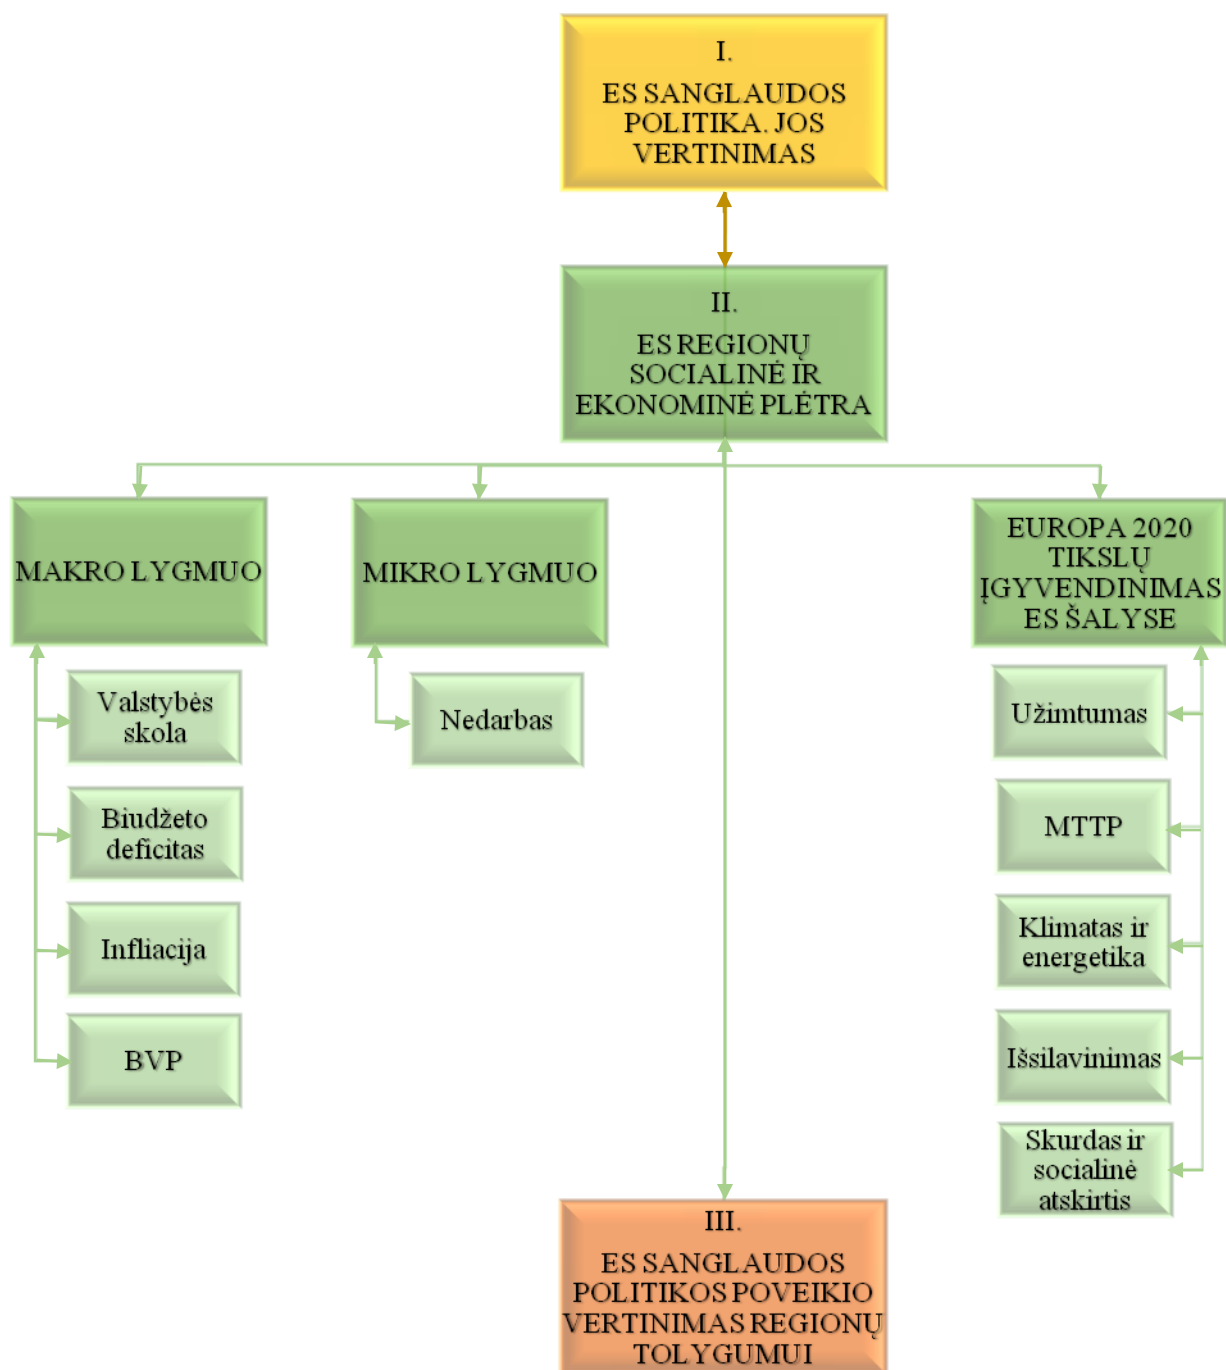 I.
ES SANGLAUDOS
POLITIKA. JOS
VERTINIMAS
II.
ES REGIONŲ
SOCIALINĖ IR
EKONOMINĖ PLĖTRA
MAKRO LYGMUO
Valstybės
skola
Biudžeto
deficitas
Infliacija
BVP
MIKRO LYGMUO
Nedarbas
EUROPA 2020
TIKSLŲ
ĮGYVENDINIMAS
ES ŠALYSE
Užimtumas
MTTP
Klimatas ir
energetika
Išsilavinimas
Skurdas ir
socialinė
atskirtis
III.
ES SANGLAUDOS
POLITIKOS POVEIKIO
VERTINIMAS REGIONŲ
TOLYGUMUI